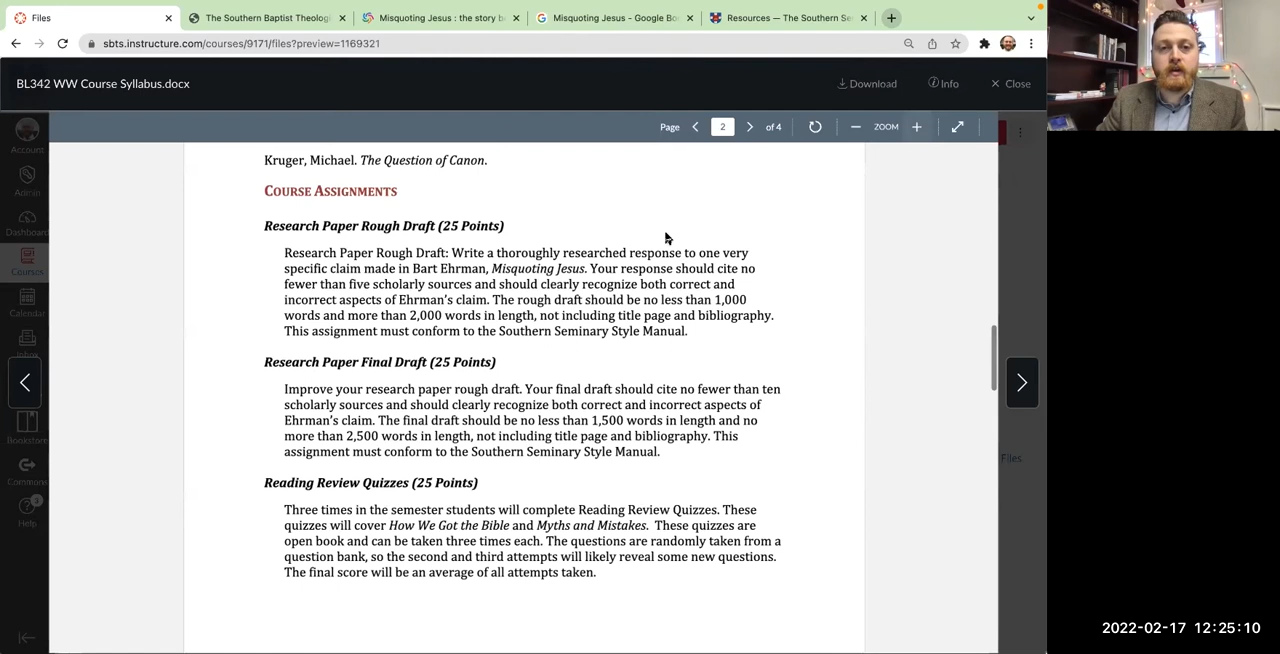 Files
The Southern Baptist Theologi
Misquoting Jesus : the story b
Misquoting Jesus - Google Bo
Resources — The Southern Se
sbts.instructure.com/courses/9171/files?preview=1169321
BL342 WW Course Syllabus.docx
Download
Info
Close
Page
2
of 4
ZOOM
Account
Admin
Dashboard
Courses
Calendar
Inbox
Bookstore
Commons
3
Help
Files
Kruger, Michael. The Question of Canon.
COURSE ASSIGNMENTS
Research Paper Rough Draft (25 Points)
Research Paper Rough Draft: Write a thoroughly researched response to one very
specific claim made in Bart Ehrman, Misquoting Jesus. Your response should cite no
fewer than five scholarly sources and should clearly recognize both correct and
incorrect aspects of Ehrman's claim. The rough draft should be no less than 1,000
words and more than 2,000 words in length, not including title page and bibliography.
This assignment must conform to the Southern Seminary Style Manual.
Research Paper Final Draft (25 Points)
Improve your research paper rough draft. Your final draft should cite no fewer than ten
scholarly sources and should clearly recognize both correct and incorrect aspects of
Ehrman's claim. The final draft should be no less than 1,500 words in length and no
more than 2,500 words in length, not including title page and bibliography. This
assignment must conform to the Southern Seminary Style Manual.
Reading Review Quizzes (25 Points)
Three times in the semester students will complete Reading Review Quizzes. These
quizzes will cover How We Got the Bible and Myths and Mistakes. These quizzes are
open book and can be taken three times each. The questions are randomly taken from a
question bank, so the second and third attempts will likely reveal some new questions.
The final score will be an average of all attempts taken.
2022-02-17 12:25:10